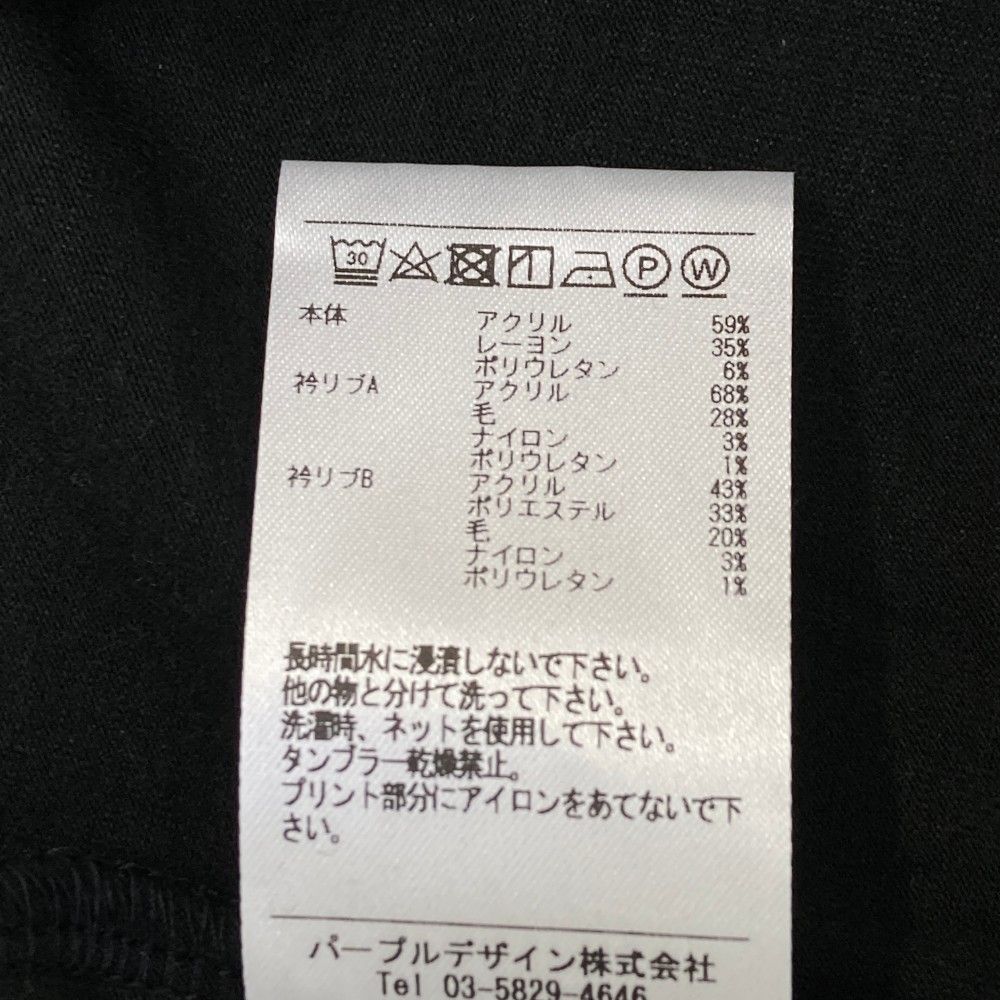 30 P W
本体 アクリル 59%
レーヨン 35%
ポリウレタン 6%
衿リブA アクリル 68%
毛 28%
ナイロン 3%
ポリウレタン 1%
衿リブB アクリル 43%
ポリエステル 33%
毛 20%
ナイロン 3%
ポリウレタン 1%
長時間水に浸漬しないで下さい。
他の物と分けて洗って下さい。
洗濯時、ネットを使用して下さい。
タンブラー乾燥禁止。
プリント部分にアイロンをあてないで下
さい。
パープルデザイン株式会社
Tel 03-5829-4646